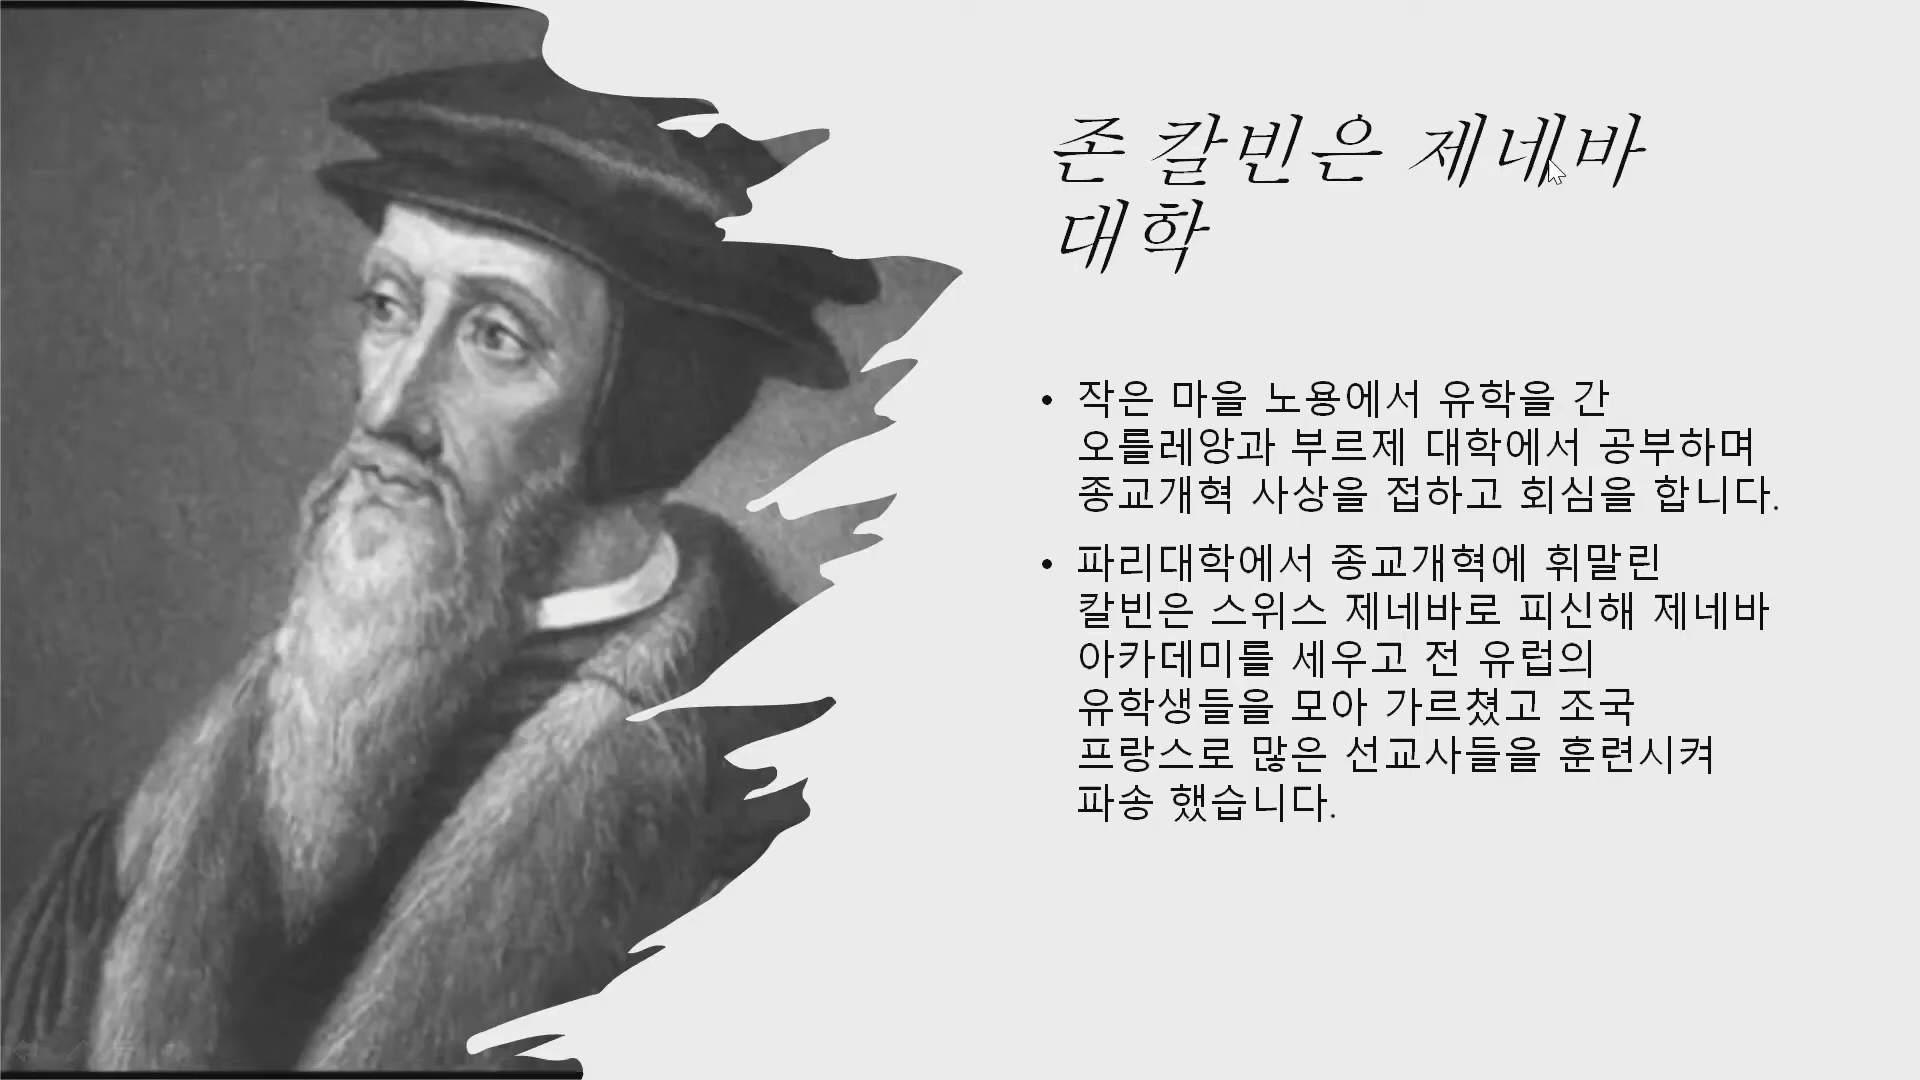 존 칼빈은 제네바
대학
• 작은 마을 노용에서 유학을 간
오를레앙과 부르제 대학에서 공부하며
종교개혁 사상을 접하고 회심을 합니다.
• 파리대학에서 종교개혁에 휘말린
칼빈은 스위스 제네바로 피신해 제네바
아카데미를 세우고 전 유럽의
유학생들을 모아 가르쳤고 조국
프랑스로 많은 선교사들을 훈련시켜
파송 했습니다.